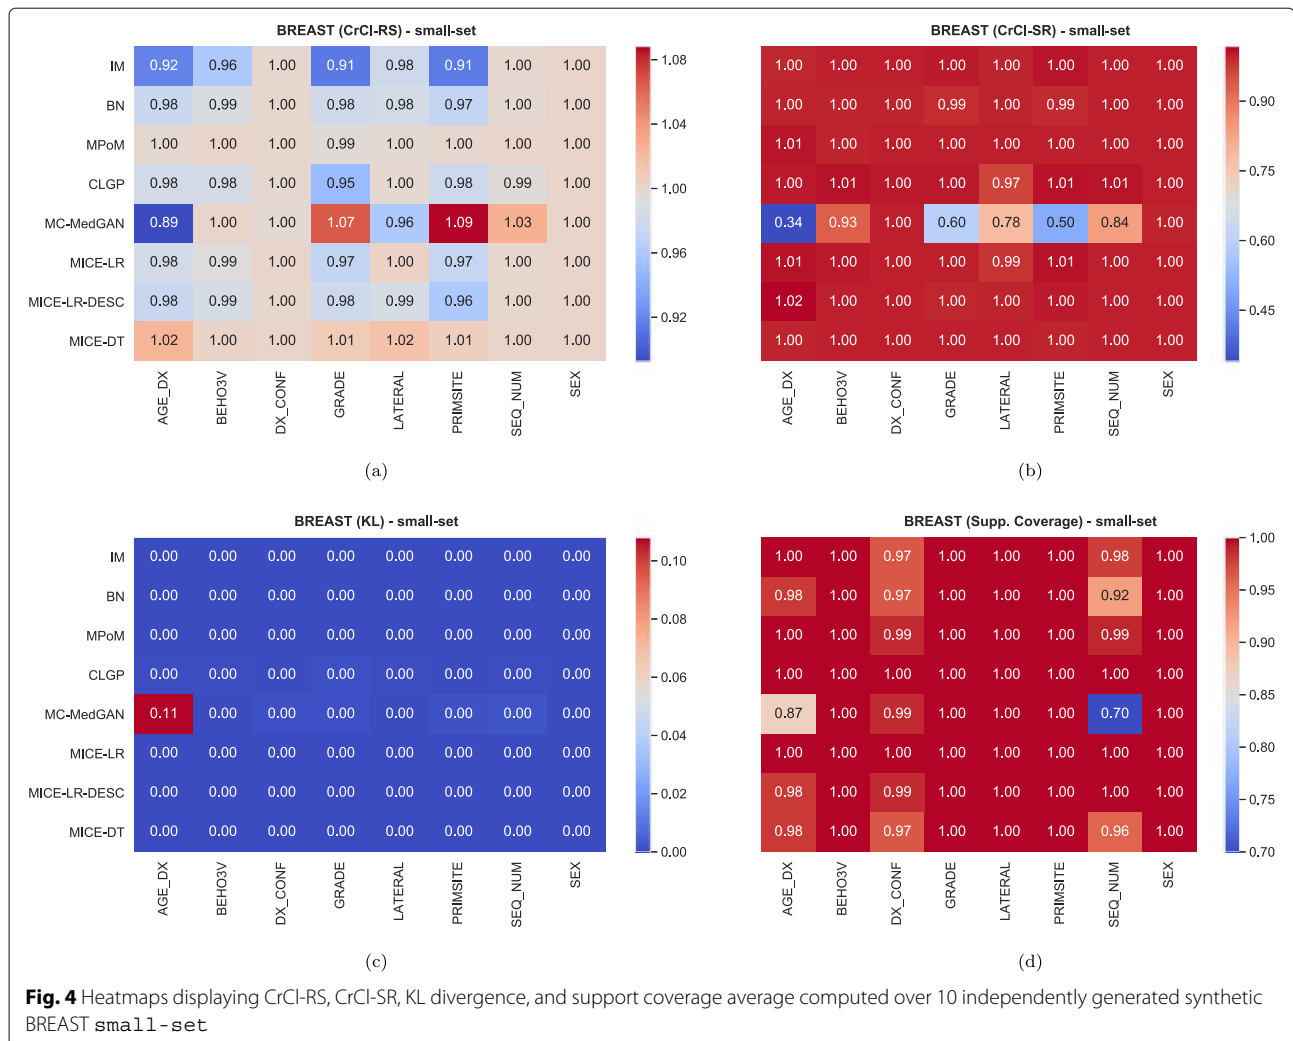 BREAST (CrCl-RS) - small-set
IM 0.92 0.96 1.00 0.91 0.98 0.91 1.00 1.00
BN 0.98 0.99 1.00 0.98 0.98 0.97 1.00 1.00
MPoM 1.00 1.00 1.00 0.99 1.00 1.00 1.00 1.00
CLGP 0.98 0.98 1.00 0.95 1.00 0.98 0.99 1.00
MC-MedGAN 0.89 1.00 1.00 1.07 0.96 1.09 1.03 1.00
MICE-LR 0.98 0.99 1.00 0.97 1.00 0.97 1.00 1.00
MICE-LR-DESC 0.98 0.99 1.00 0.98 0.99 0.96 1.00 1.00
MICE-DT 1.02 1.00 1.00 1.01 1.02 1.01 1.00 1.00
AGE_DX BEHO3V DX_CONF GRADE LATERAL PRIMSITE SEQ_NUM SEX
1.08
1.04
1.00
0.96
0.92
(a)
BREAST (CrCl-SR) - small-set
1.00 1.00 1.00 1.00 1.00 1.00 1.00 1.00
1.00 1.00 1.00 0.99 1.00 0.99 1.00 1.00
1.01 1.00 1.00 1.00 1.00 1.00 1.00 1.00
1.00 1.01 1.00 1.00 0.97 1.01 1.01 1.00
0.34 0.93 1.00 0.60 0.78 0.50 0.84 1.00
1.01 1.00 1.00 1.00 0.99 1.01 1.00 1.00
1.02 1.00 1.00 1.00 1.00 1.00 1.00 1.00
1.00 1.00 1.00 1.00 1.00 1.00 1.00 1.00
AGE_DX BEHO3V DX_CONF GRADE LATERAL PRIMSITE SEQ_NUM SEX
0.90
0.75
0.60
0.45
(b)
BREAST (KL) - small-set
IM 0.00 0.00 0.00 0.00 0.00 0.00 0.00 0.00
BN 0.00 0.00 0.00 0.00 0.00 0.00 0.00 0.00
MPoM 0.00 0.00 0.00 0.00 0.00 0.00 0.00 0.00
CLGP 0.00 0.00 0.00 0.00 0.00 0.00 0.00 0.00
MC-MedGAN 0.11 0.00 0.00 0.00 0.00 0.00 0.00 0.00
MICE-LR 0.00 0.00 0.00 0.00 0.00 0.00 0.00 0.00
MICE-LR-DESC 0.00 0.00 0.00 0.00 0.00 0.00 0.00 0.00
MICE-DT 0.00 0.00 0.00 0.00 0.00 0.00 0.00 0.00
AGE_DX BEHO3V DX_CONF GRADE LATERAL PRIMSITE SEQ_NUM SEX
0.10
0.08
0.06
0.04
0.02
0.00
(c)
BREAST (Supp. Coverage) - small-set
1.00 1.00 0.97 1.00 1.00 1.00 0.98 1.00
0.98 1.00 0.97 1.00 1.00 1.00 0.92 1.00
1.00 1.00 0.99 1.00 1.00 1.00 0.99 1.00
1.00 1.00 1.00 1.00 1.00 1.00 1.00 1.00
0.87 1.00 0.99 1.00 1.00 1.00 0.70 1.00
1.00 1.00 1.00 1.00 1.00 1.00 1.00 1.00
0.98 1.00 0.99 1.00 1.00 1.00 1.00 1.00
0.98 1.00 0.97 1.00 1.00 1.00 0.96 1.00
AGE_DX BEHO3V DX_CONF GRADE LATERAL PRIMSITE SEQ_NUM SEX
1.00
0.95
0.90
0.85
0.80
0.75
0.70
(d)
Fig. 4 Heatmaps displaying CrCl-RS, CrCl-SR, KL divergence, and support coverage average computed over 10 independently generated synthetic
BREAST small-set